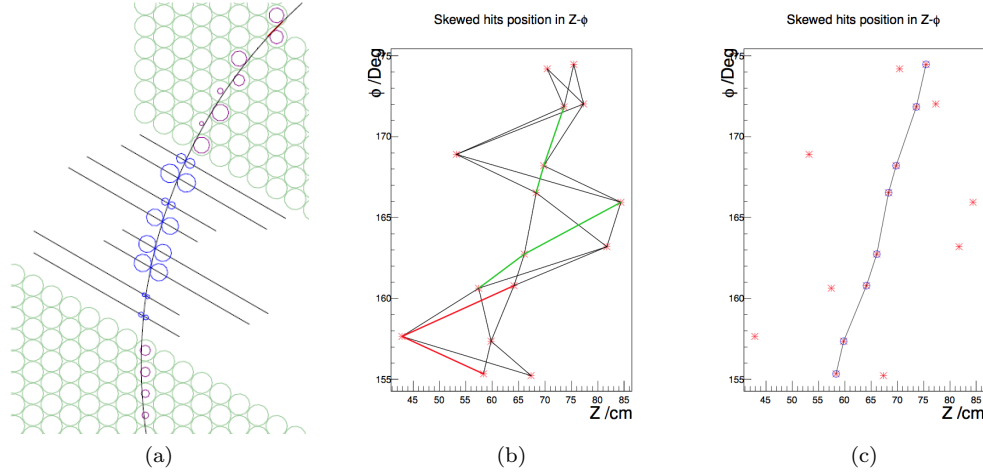 Skewed hits position in Z-ϕ
ϕ /Deg
175
170
165
160
155
45 50 55 60 65 70 75 80 85
Z /cm
Skewed hits position in Z-ϕ
ϕ /Deg
175
170
165
160
155
45 50 55 60 65 70 75 80 85
Z /cm
(a) (b) (c)